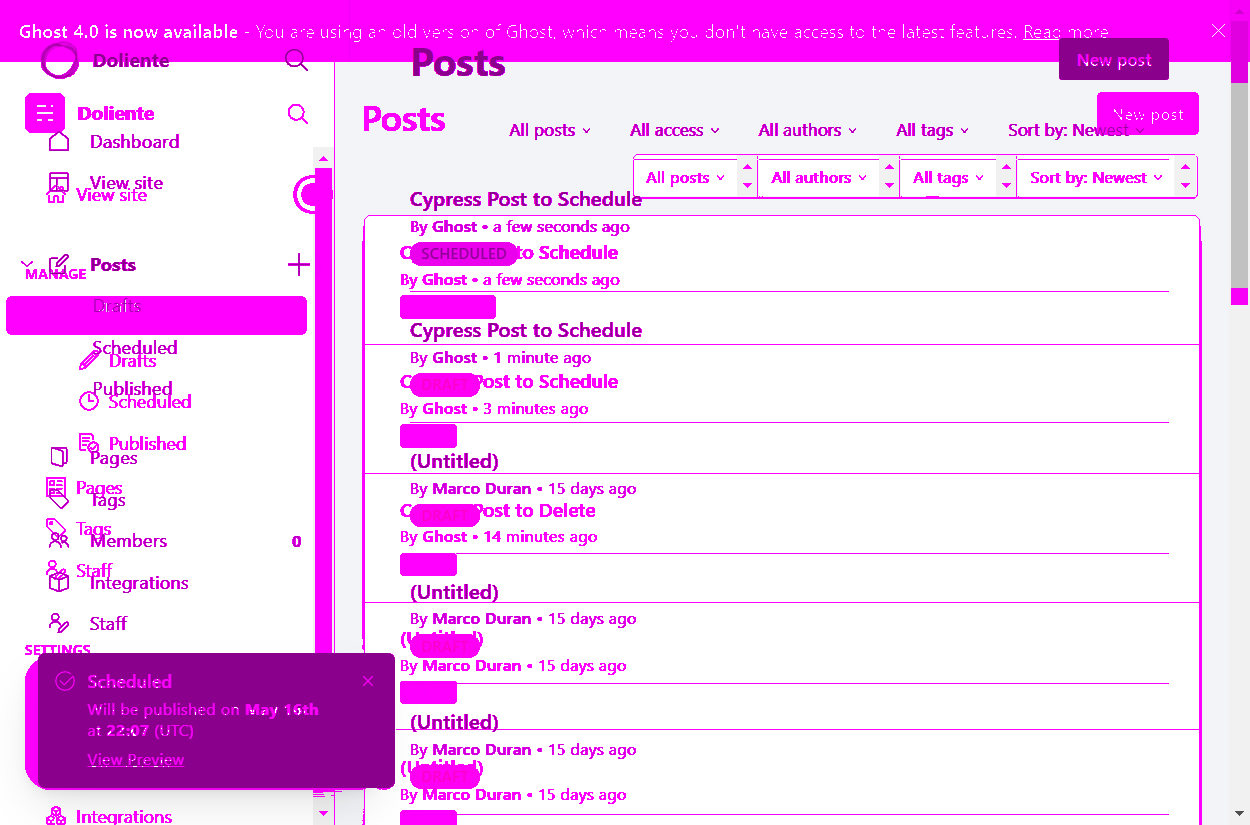 Ghost 4.0 is now available - You are using an old version of Ghost, which means you don't have access to the latest features. Read more
Doliente
Posts
New post
Doliente
Posts
New post
Dashboard
All posts
All access
All authors
All tags
Sort by: Newest
View site
View site
All posts
All authors
All tags
Sort by: Newest
Cypress Post to Schedule
By Ghost • a few seconds ago
SCHEDULED
to Schedule
Posts
MANAGE
By Ghost • a few seconds ago
Drafts
Cypress Post to Schedule
Scheduled
Drafts
By Ghost • 1 minute ago
Published
DRAFT
Post to Schedule
Scheduled
By Ghost • 3 minutes ago
Published
Pages
(Untitled)
Pages
By Marco Duran • 15 days ago
Tags
Post to Delete
Tags
Members
0
By Ghost • 14 minutes ago
Staff
Integrations
(Untitled)
Staff
By Marco Duran • 15 days ago
(Untitled)
DRAFT
SETTINGS
By Marco Duran • 15 days ago
Scheduled
Will be published on May 16th
at 22:07 (UTC)
View Preview
(Untitled)
By Marco Duran • 15 days ago
(Untitled)
DRAFT
By Marco Duran • 15 days ago
Integrations